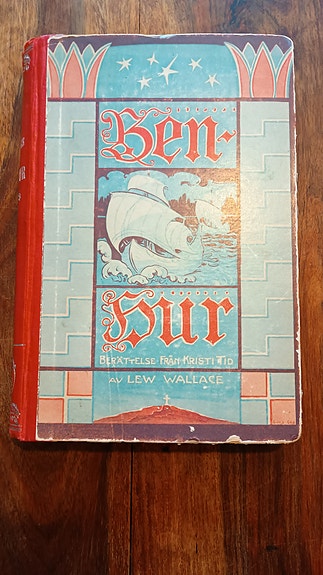 Ben-
Hur
BERÄTTELSE FRÅN KRISTI TID
AV LEW WALLACE